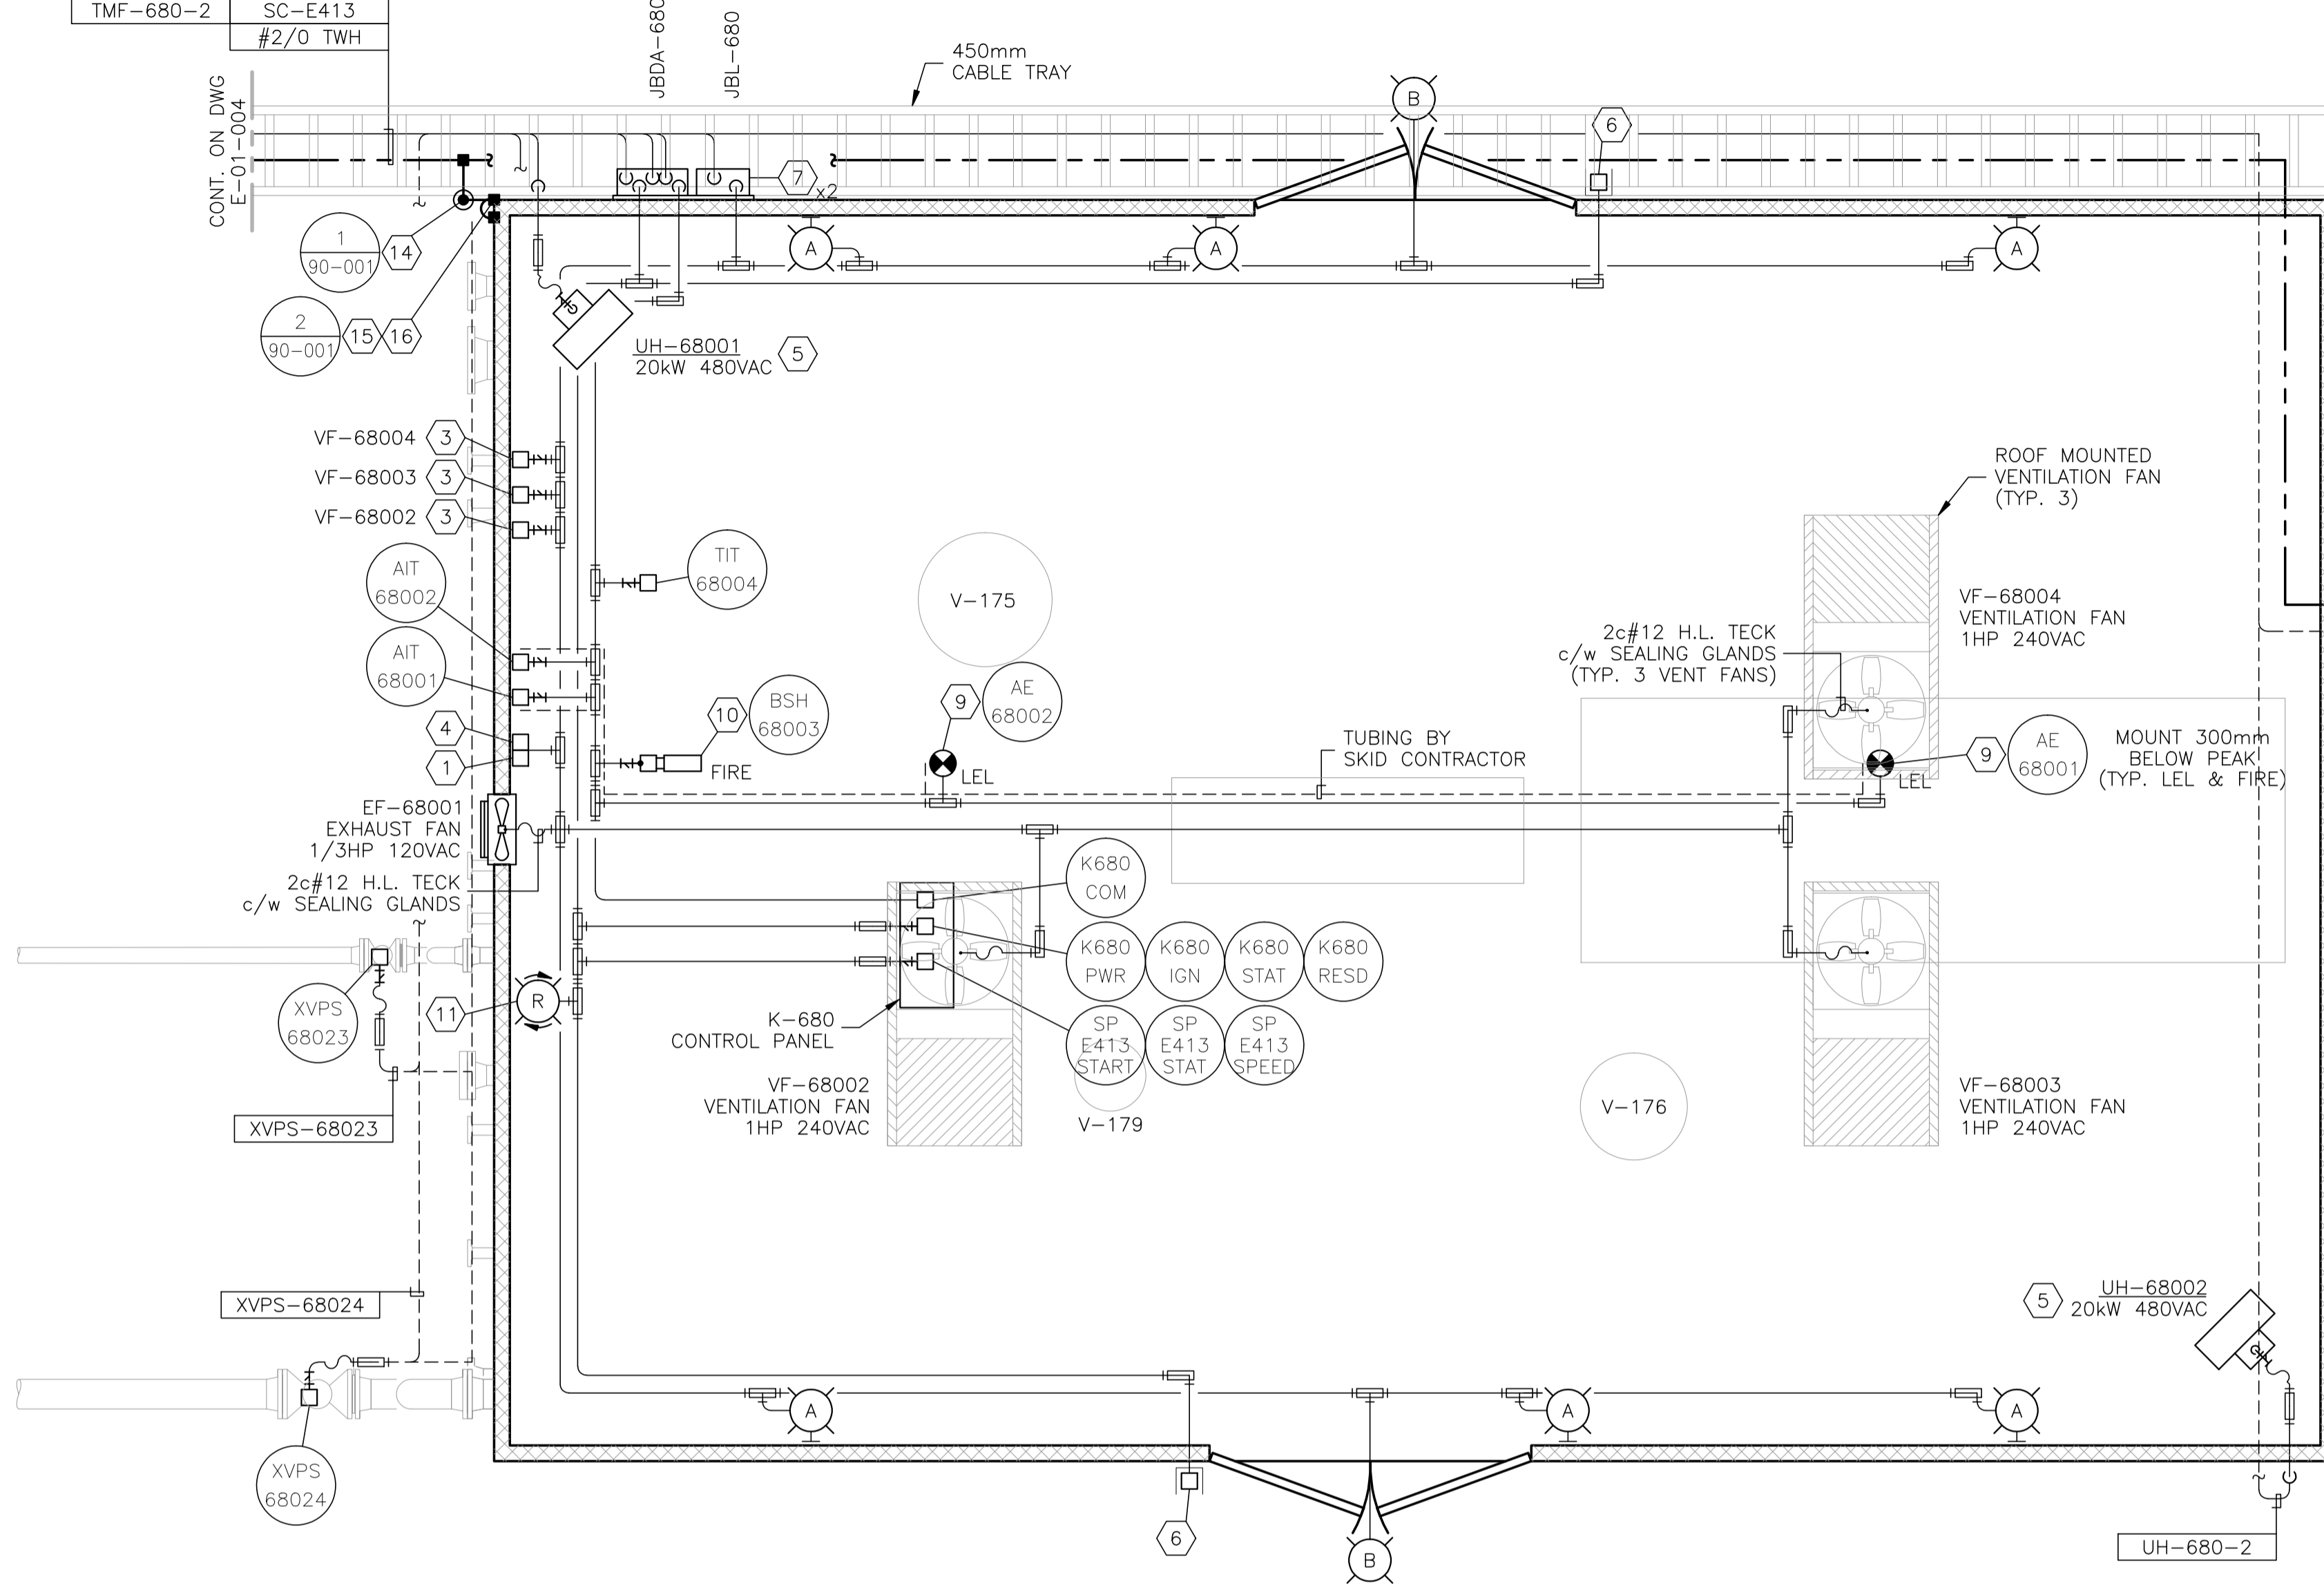 TMF-680-2
SC-E413
#2/0 TWH
JBDA-680
JBL-680
450mm
CABLE TRAY
CONT. ON DWG
E-01-004
B
6
7
x2
1
90-001
14
2
90-001
15
16
A
A
A
UH-68001
20kW 480VAC
5
VF-68004
3
VF-68003
3
VF-68002
3
ROOF MOUNTED
VENTILATION FAN
(TYP. 3)
AIT
68002
TIT
68004
V-175
AIT
68001
2c#12 H.L. TECK
c/w SEALING GLANDS
(TYP. 3 VENT FANS)
VF-68004
VENTILATION FAN
1HP 240VAC
4
1
10
BSH
68003
FIRE
9
AE
68002
LEL
TUBING BY
SKID CONTRACTOR
9
AE
68001
LEL
MOUNT 300mm
BELOW PEAK
(TYP. LEL & FIRE)
EF-68001
EXHAUST FAN
1/3HP 120VAC
2c#12 H.L. TECK
c/w SEALING GLANDS
K680
COM
K680
PWR
K680
IGN
K680
STAT
K680
RESD
XVPS
68023
11
R
K-680
CONTROL PANEL
SP
E413
START
SP
E413
STAT
SP
E413
SPEED
VF-68002
VENTILATION FAN
1HP 240VAC
V-179
V-176
VF-68003
VENTILATION FAN
1HP 240VAC
XVPS-68023
XVPS-68024
5
UH-68002
20kW 480VAC
A
A
A
XVPS
68024
6
B
UH-680-2